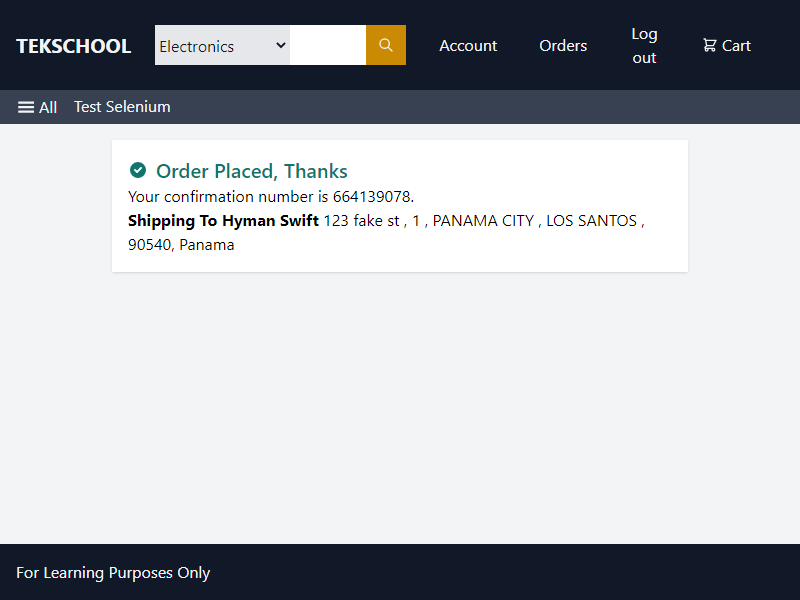 TEKSCHOOL
Electronics
Account
Orders
Log
out
Cart
All
Test Selenium
Order Placed, Thanks
Your confirmation number is 664139078.
Shipping To Hyman Swift 123 fake st , 1 , PANAMA CITY , LOS SANTOS ,
90540, Panama
For Learning Purposes Only